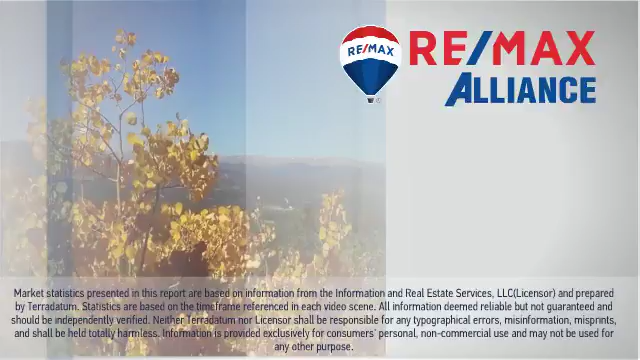 RE/MAX
RE/MAX
ALLIANCE
Market statistics presented in this report are based on information from the Information and Real Estate Services, LLC(Licensor) and prepared
by Terradatum. Statistics are based on the timeframe referenced in each video scene. All information deemed reliable but not guaranteed and
should be independently verified. Neither Terradatum nor Licensor shall be responsible for any typographical errors, misinformation, misprints,
and shall be held totally harmless. Information is provided exclusively for consumers' personal, non-commercial use and may not be used for
any other purpose.